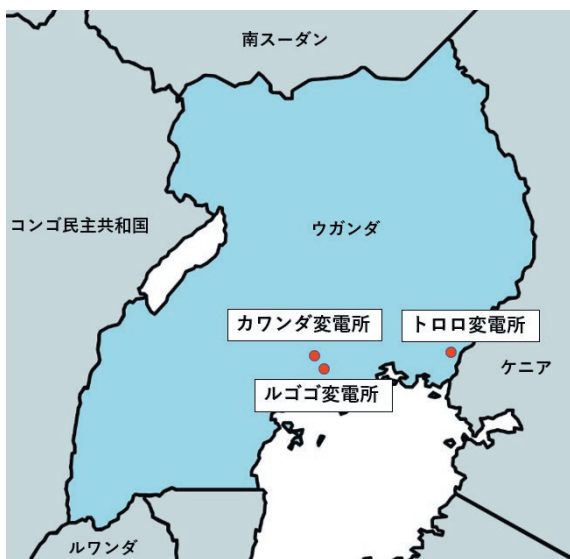 南スーダン
コンゴ民主共和国
ウガンダ
カワンダ変電所
トロロ変電所
ケニア
ルゴゴ変電所
ルワンダ